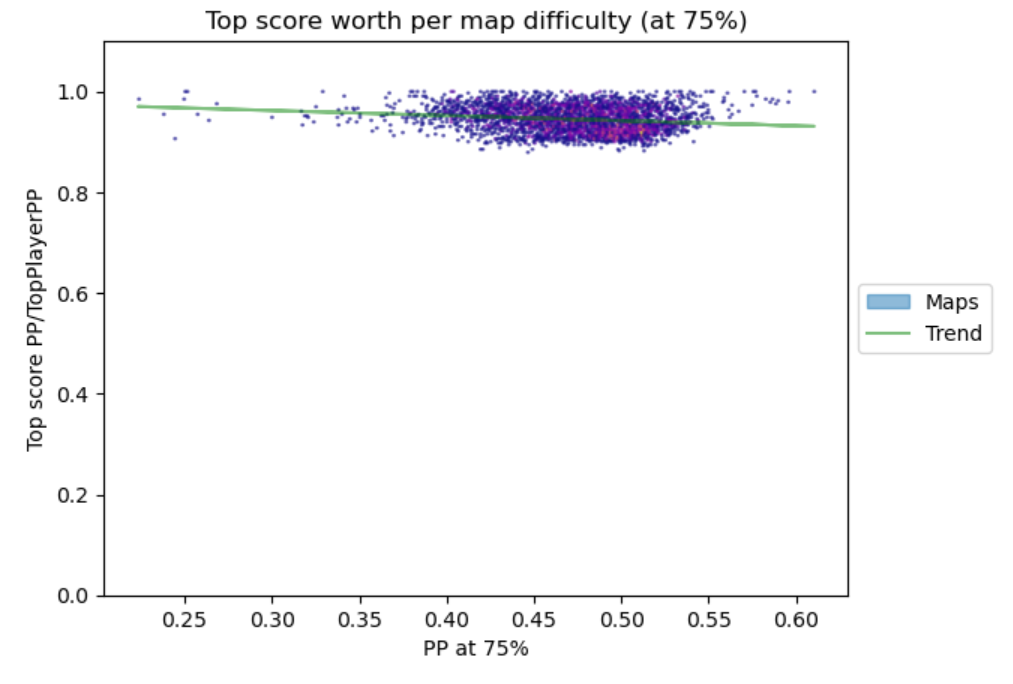 Top score worth per map difficulty (at 75%)
Top score PP/TopPlayerPP
1.0
0.8
0.6
0.4
0.2
0.0
0.25 0.30 0.35 0.40 0.45 0.50 0.55 0.60
PP at 75%
Maps
Trend